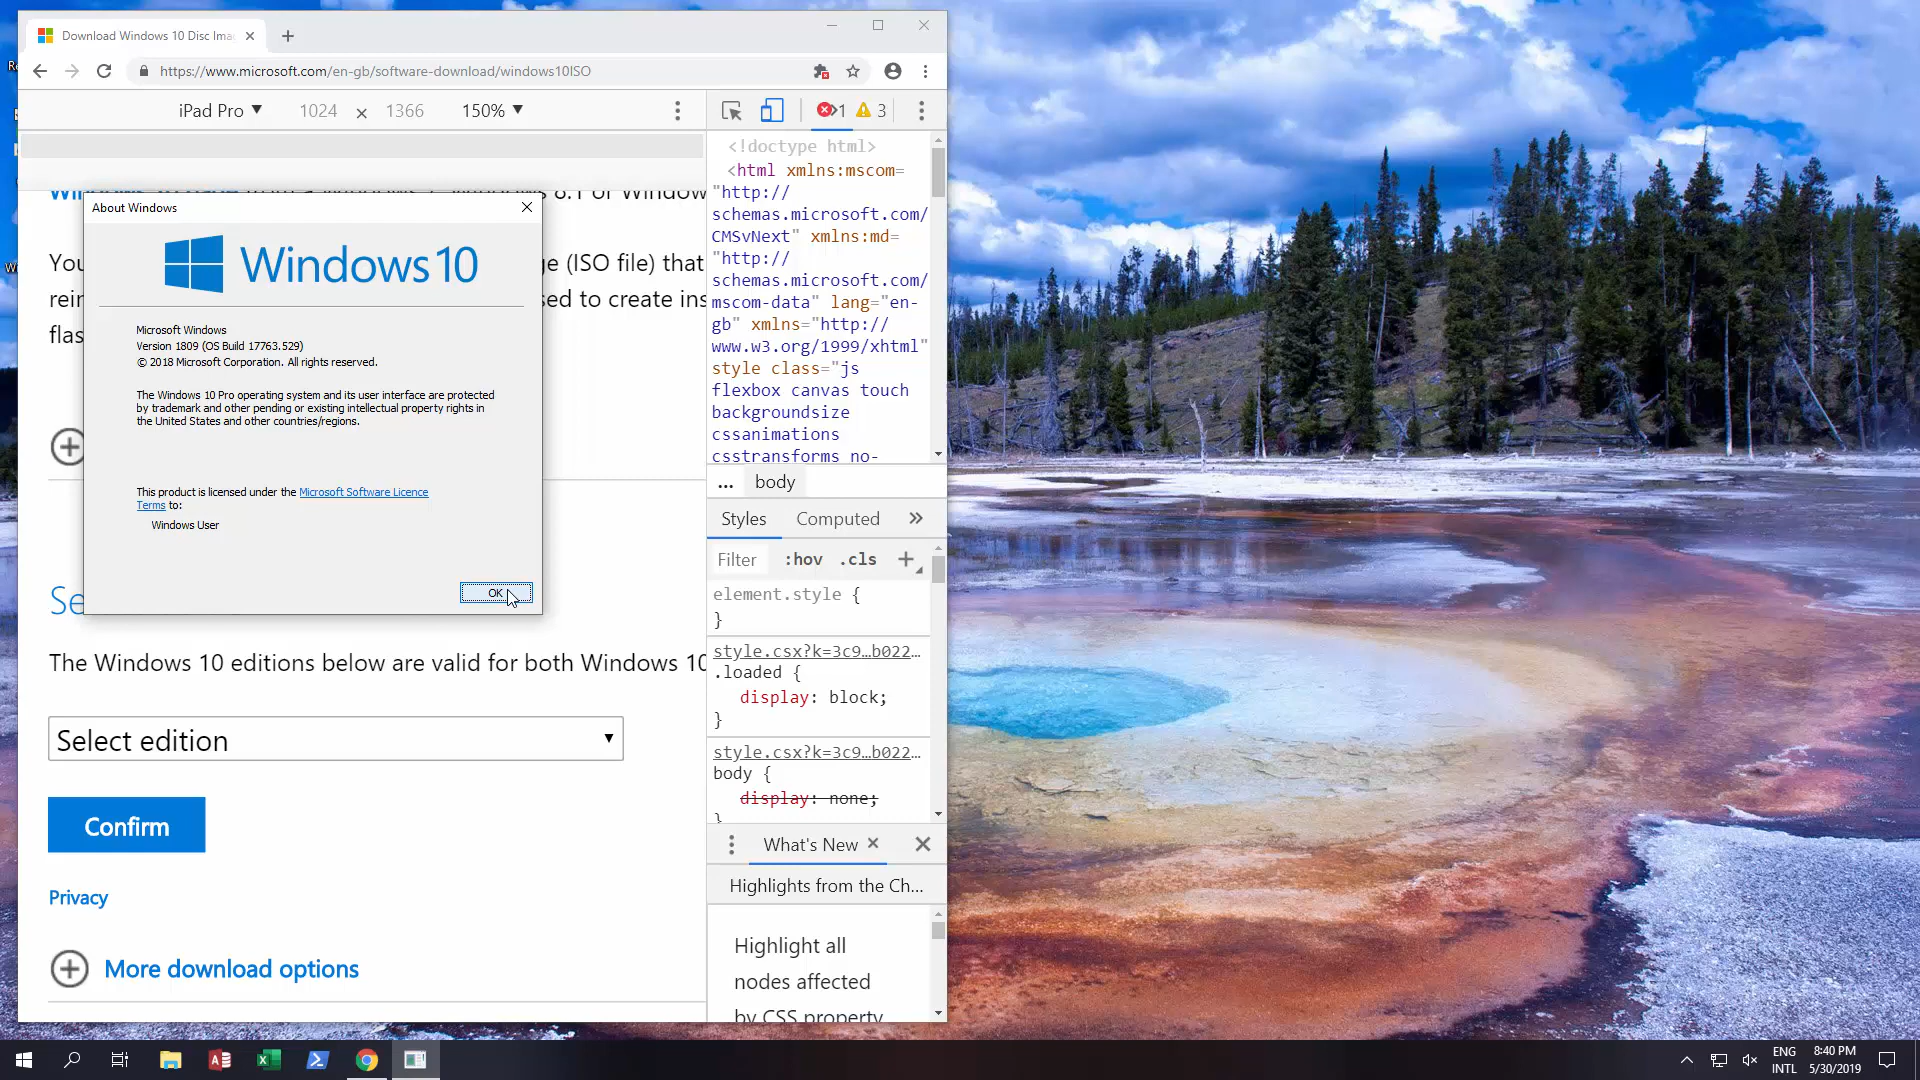 Download Windows 10 Disc Ima
https://www.microsoft.com/en-gb/software-download/windows10ISO
iPad Pro ▼ 1024 x 1366 150% ▼
1 3
About Windows
Windows 10
Microsoft Windows
Version 1809 (OS Build 17763.529)
© 2018 Microsoft Corporation. All rights reserved.
The Windows 10 Pro operating system and its user interface are protected
by trademark and other pending or existing intellectual property rights in
the United States and other countries/regions.
This product is licensed under the Microsoft Software Licence
Terms to:
Windows User
OK
8.1 or Window
You
(ISO file) that
rein
sed to create ins
flas
Se
The Windows 10 editions below are valid for both Windows 10
Select edition
Confirm
Privacy
More download options
<!doctype html>
<html xmlns:mscom=
"http://
schemas.microsoft.com/
CMSvNext" xmlns:md=
"http://
schemas.microsoft.com/
mscom-data" lang="en-
gb" xmlns="http://
www.w3.org/1999/xhtml"
style class="js
flexbox canvas touch
backgroundsize
cssanimations
csstransforms no-
... body
Styles Computed »
Filter :hov .cls +
element.style {
}
style.csx?k=3c9…b022…
.loaded {
display: block;
}
style.csx?k=3c9…b022…
body {
display: none;
}
What's New
Highlights from the Ch...
Highlight all
nodes affected
by CSS property
ENG
INTL
8:40 PM
5/30/2019